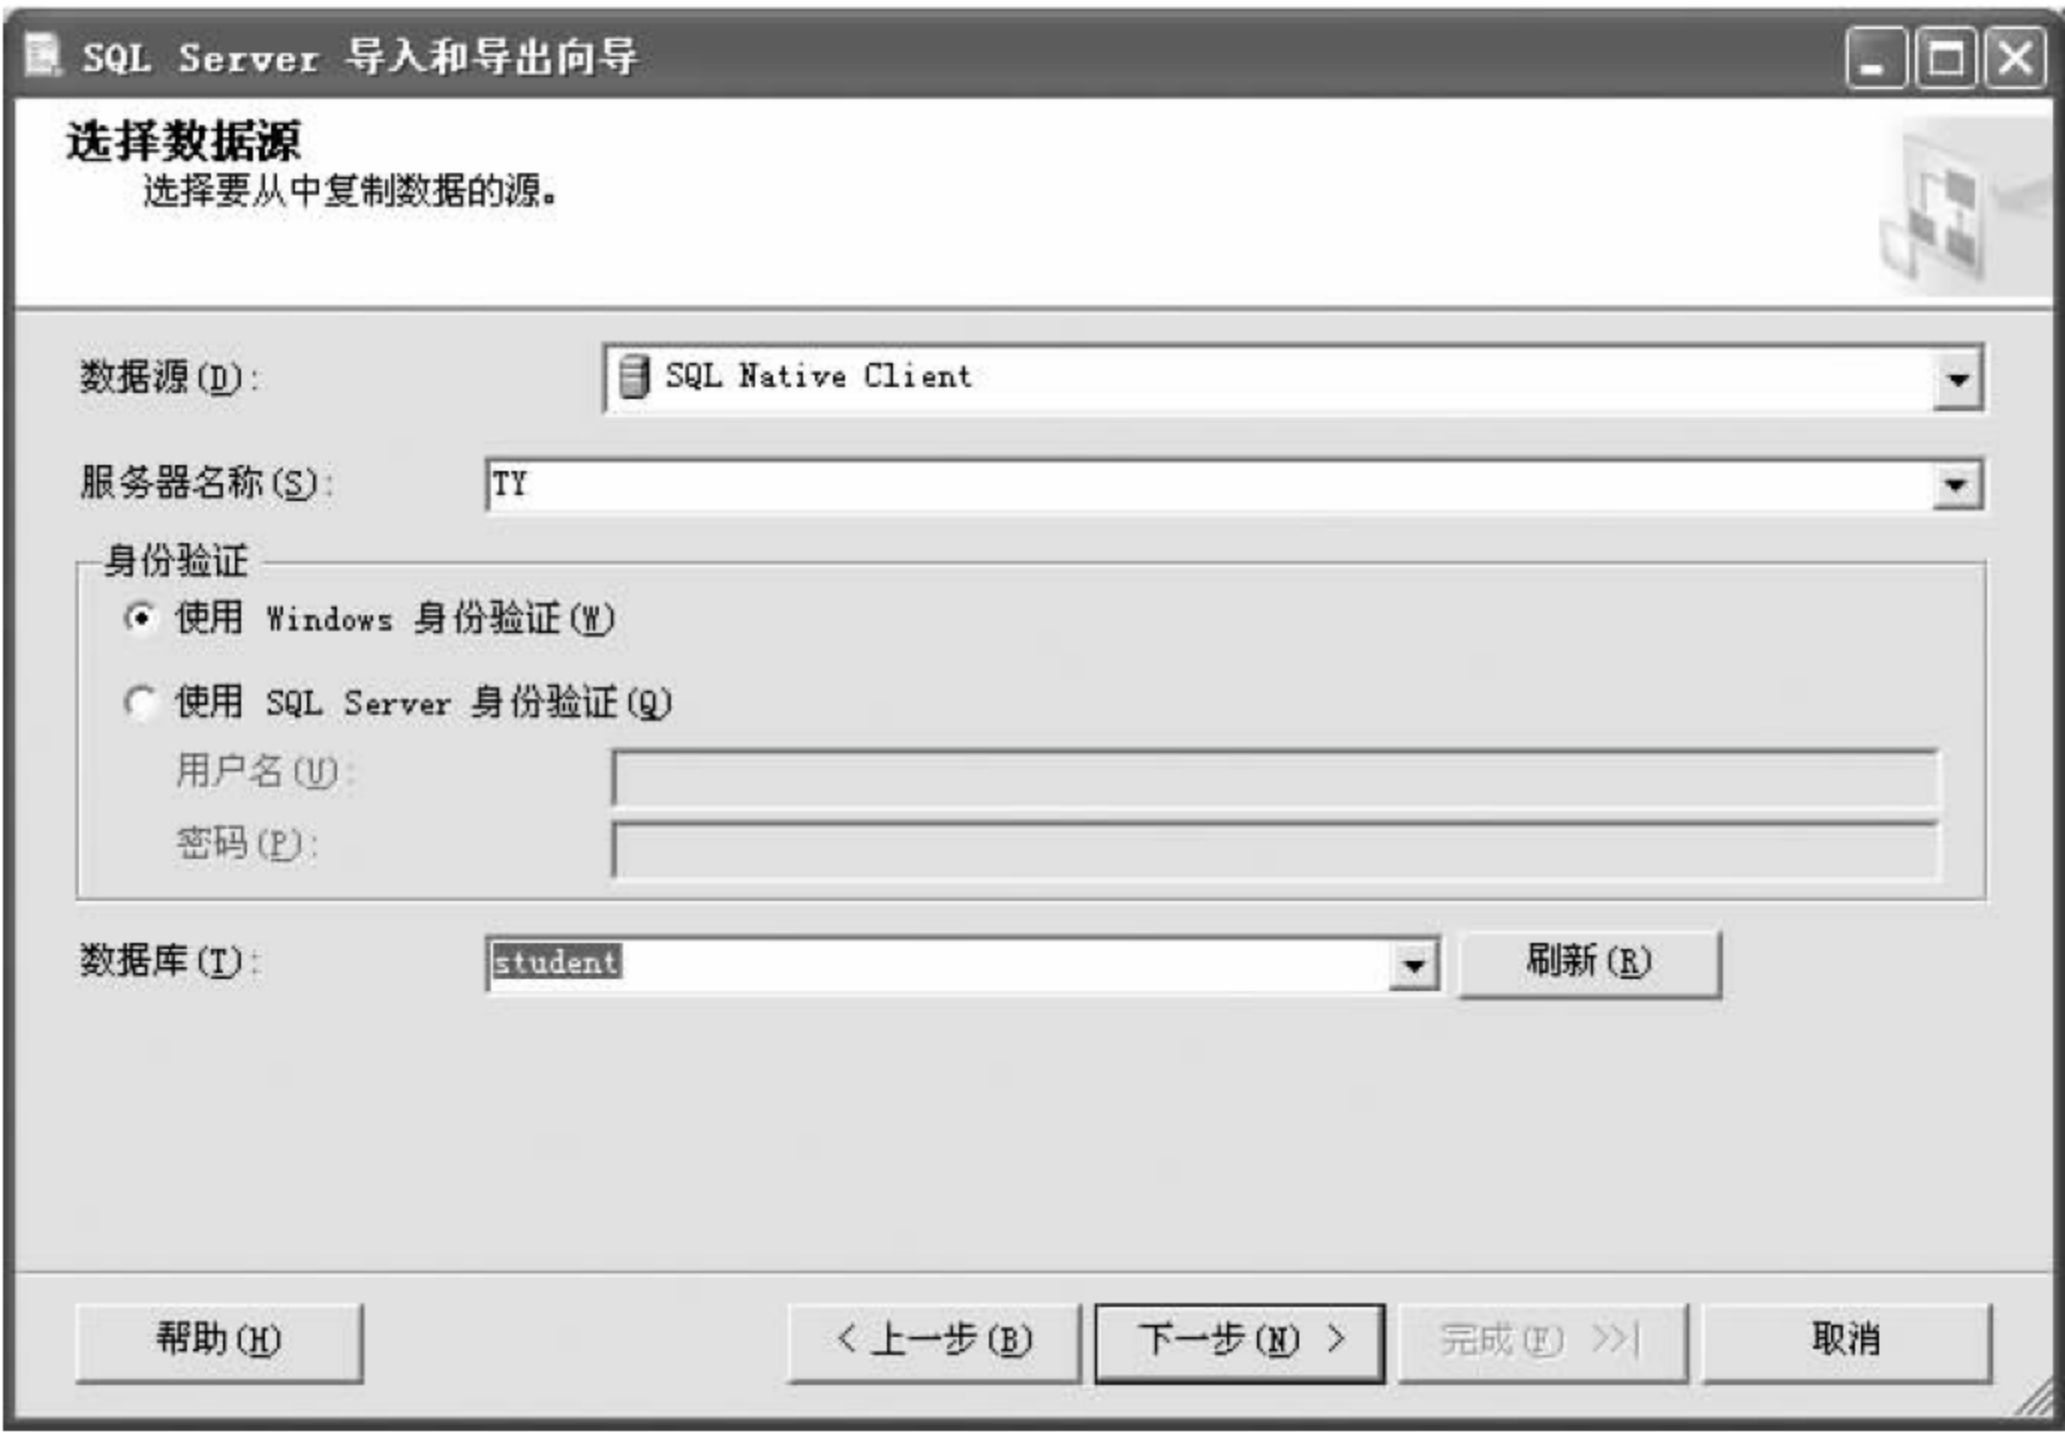 SQL Server 导入和导出向导
选择数据源
选择要从中复制数据的源。
数据源(D): SQL Native Client
服务器名称(S): TY
身份验证
使用 Windows 身份验证(W)
使用 SQL Server 身份验证(Q)
用户名(U):
密码(P):
数据库(T): student 刷新(R)
帮助(H) < 上一步(B) 下一步(N) > 完成(F) >>| 取消